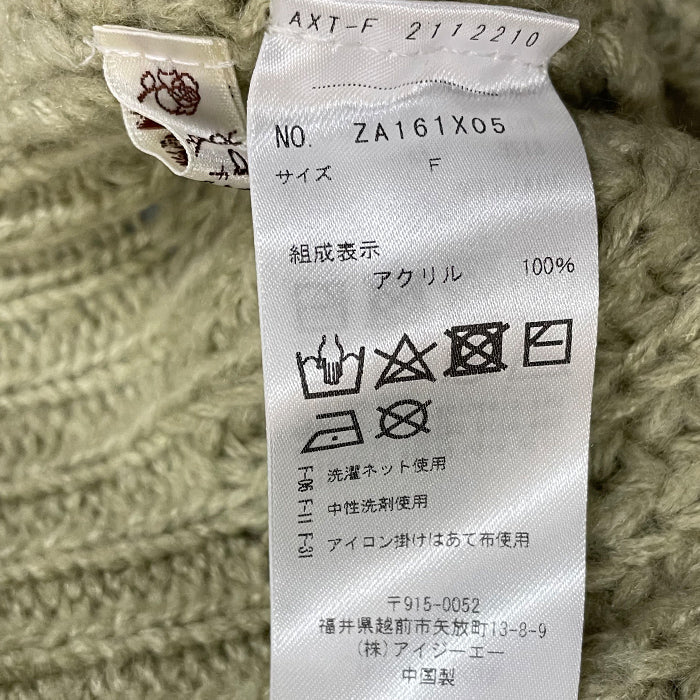 AXT-F 2112210
NO. ZA161X05
サイズ F
組成表示
アクリル 100%
F-06 洗濯ネット使用
F-11 中性洗剤使用
F-31 アイロン掛けはあて布使用
〒915-0052
福井県越前市矢放町13-8-9
(株)アイジーエー
中国製